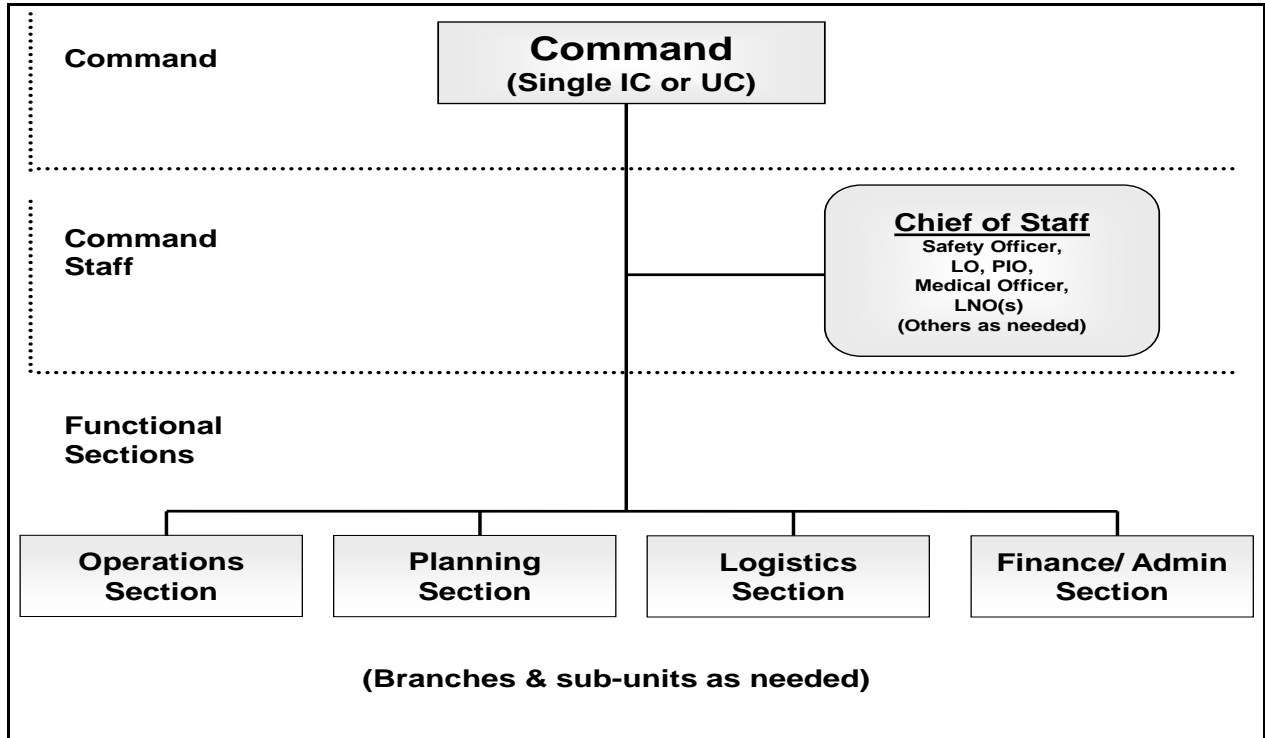 Command
Command
(Single IC or UC)
Command
Staff
Chief of Staff
Safety Officer,
LO, PIO,
Medical Officer,
LNO(s)
(Others as needed)
Functional
Sections
Operations
Section
Planning
Section
Logistics
Section
Finance/ Admin
Section
(Branches & sub-units as needed)